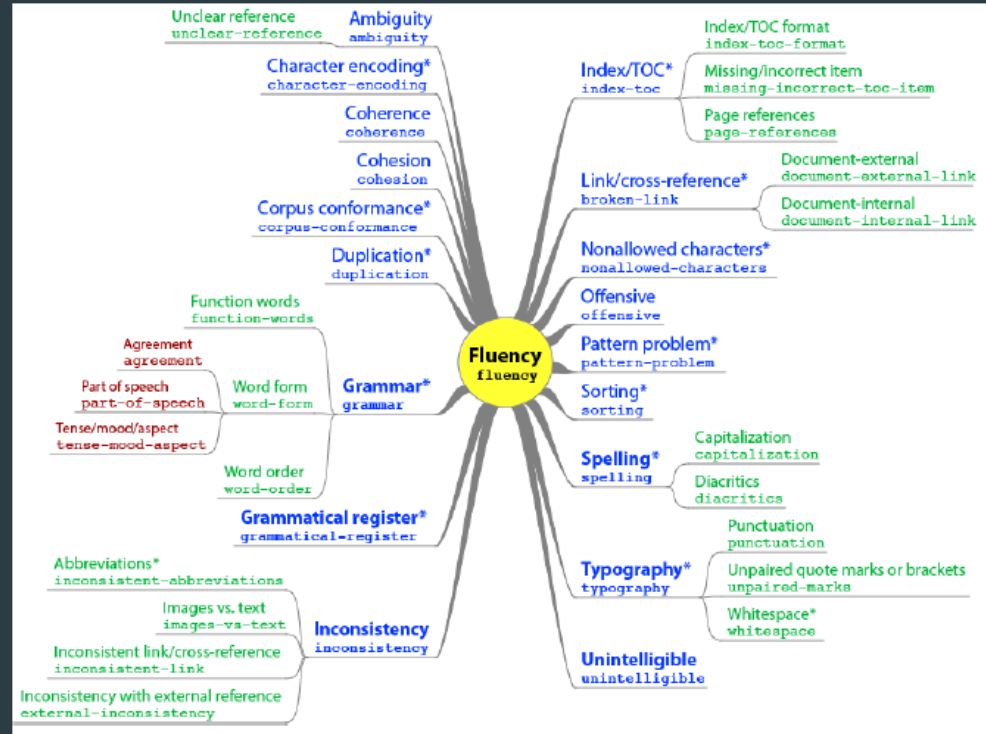 Fluency
fluency
Ambiguity
ambiguity
Unclear reference
unclear-reference
Character encoding*
character-encoding
Coherence
coherence
Cohesion
cohesion
Corpus conformance*
corpus-conformance
Duplication*
duplication
Grammar*
grammar
Function words
function-words
Word form
word-form
Agreement
agreement
Part of speech
part-of-speech
Tense/mood/aspect
tense-mood-aspect
Word order
word-order
Grammatical register*
grammatical-register
Inconsistency
inconsistency
Abbreviations*
inconsistent-abbreviations
Images vs. text
images-vs-text
Inconsistent link/cross-reference
inconsistent-link
Inconsistency with external reference
external-inconsistency
Index/TOC*
index-toc
Index/TOC format
index-toc-format
Missing/incorrect item
missing-incorrect-toc-item
Page references
page-references
Link/cross-reference*
broken-link
Document-external
document-external-link
Document-internal
document-internal-link
Nonallowed characters*
nonallowed-characters
Offensive
offensive
Pattern problem*
pattern-problem
Sorting*
sorting
Spelling*
spelling
Capitalization
capitalization
Diacritics
diacritics
Typography*
typography
Punctuation
punctuation
Unpaired quote marks or brackets
unpaired-marks
Whitespace*
whitespace
Unintelligible
unintelligible